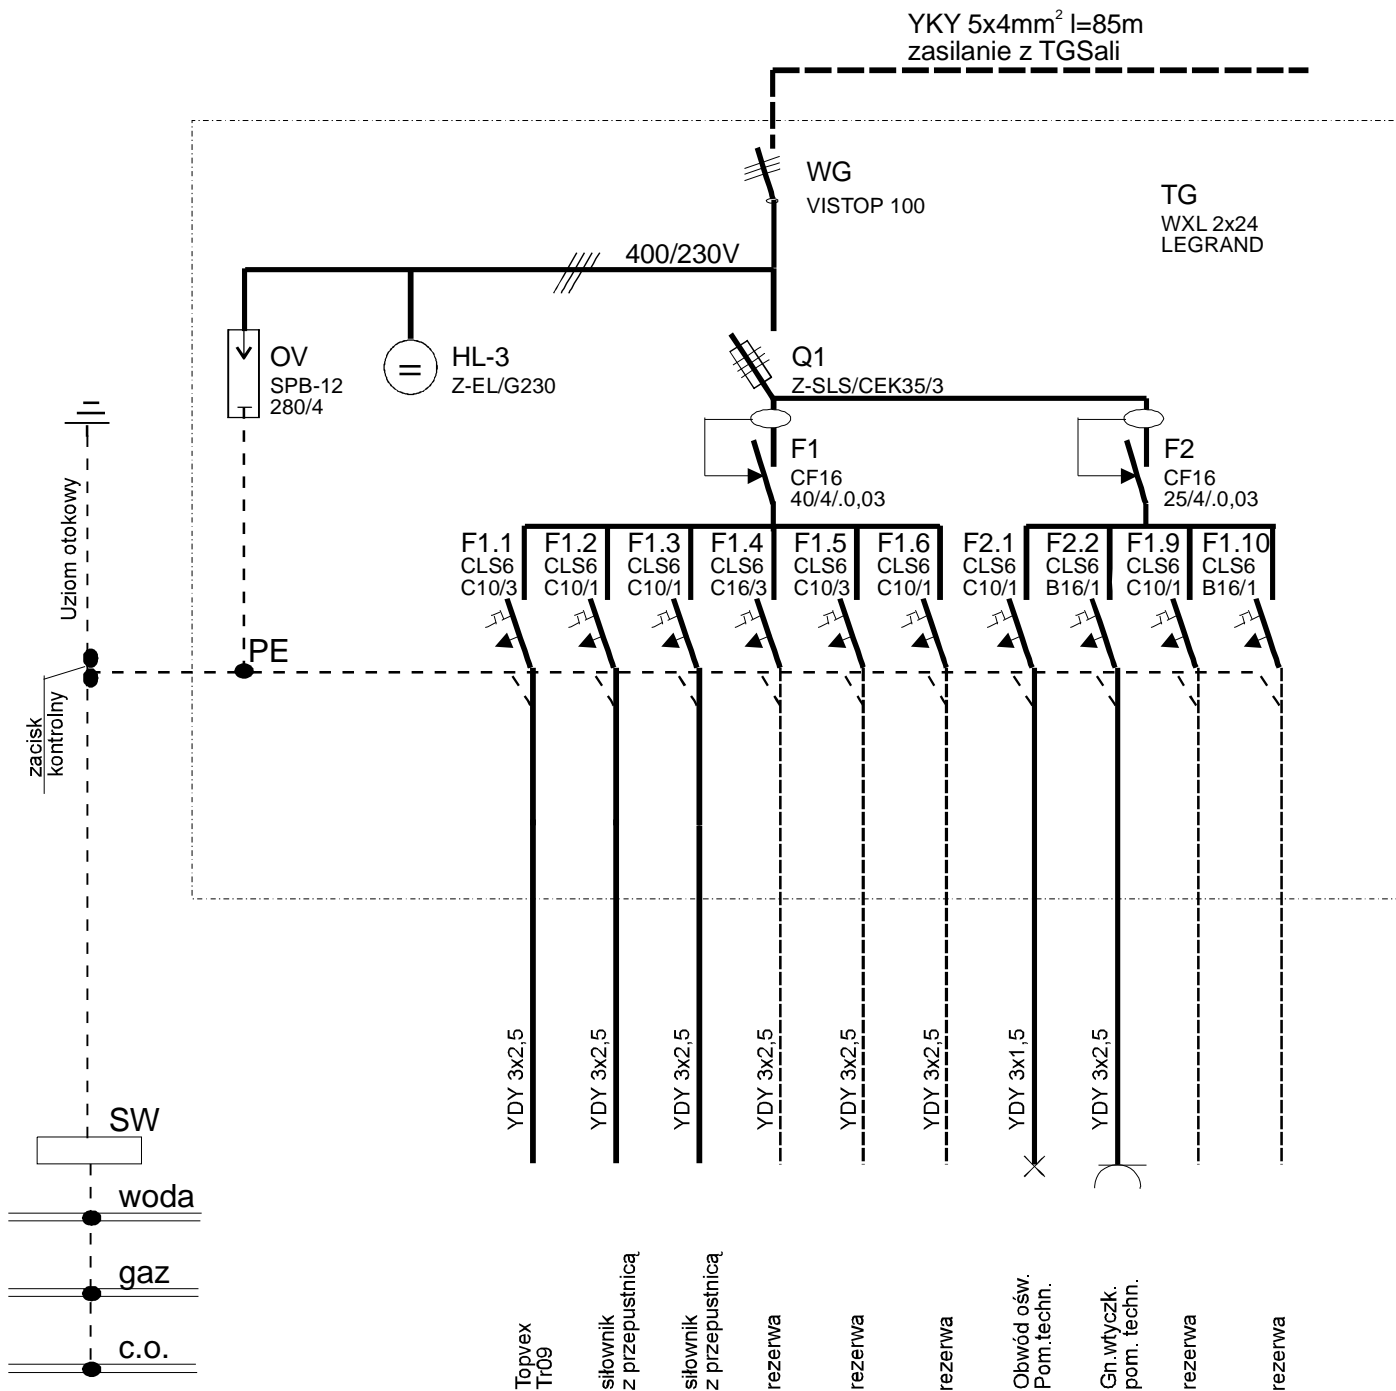 YKY 5x4mm² l=85m
zasilanie z TGSali
WG
VISTOP 100
TG
WXL 2x24
LEGRAND
400/230V
OV
SPB-12
280/4
HL-3
Z-EL/G230
Q1
Z-SLS/CEK35/3
F1
CF16
40/4/.0,03
F2
CF16
25/4/.0,03
F1.1
CLS6
C10/3
F1.2
CLS6
C10/1
F1.3
CLS6
C10/1
F1.4
CLS6
C16/3
F1.5
CLS6
C10/3
F1.6
CLS6
C10/1
F2.1
CLS6
C10/1
F2.2
CLS6
B16/1
F1.9
CLS6
C10/1
F1.10
CLS6
B16/1
Uziom otokowy
PE
zacisk
kontrolny
YDY 3x2,5
YDY 3x2,5
YDY 3x2,5
YDY 3x2,5
YDY 3x2,5
YDY 3x2,5
YDY 3x1,5
YDY 3x2,5
SW
woda
gaz
c.o.
Topvex
Tr09
siłownik
z przepustnicą
siłownik
z przepustnicą
rezerwa
rezerwa
rezerwa
Obwód ośw.
Pom.techn.
Gn.wtyczk.
pom. techn.
rezerwa
rezerwa